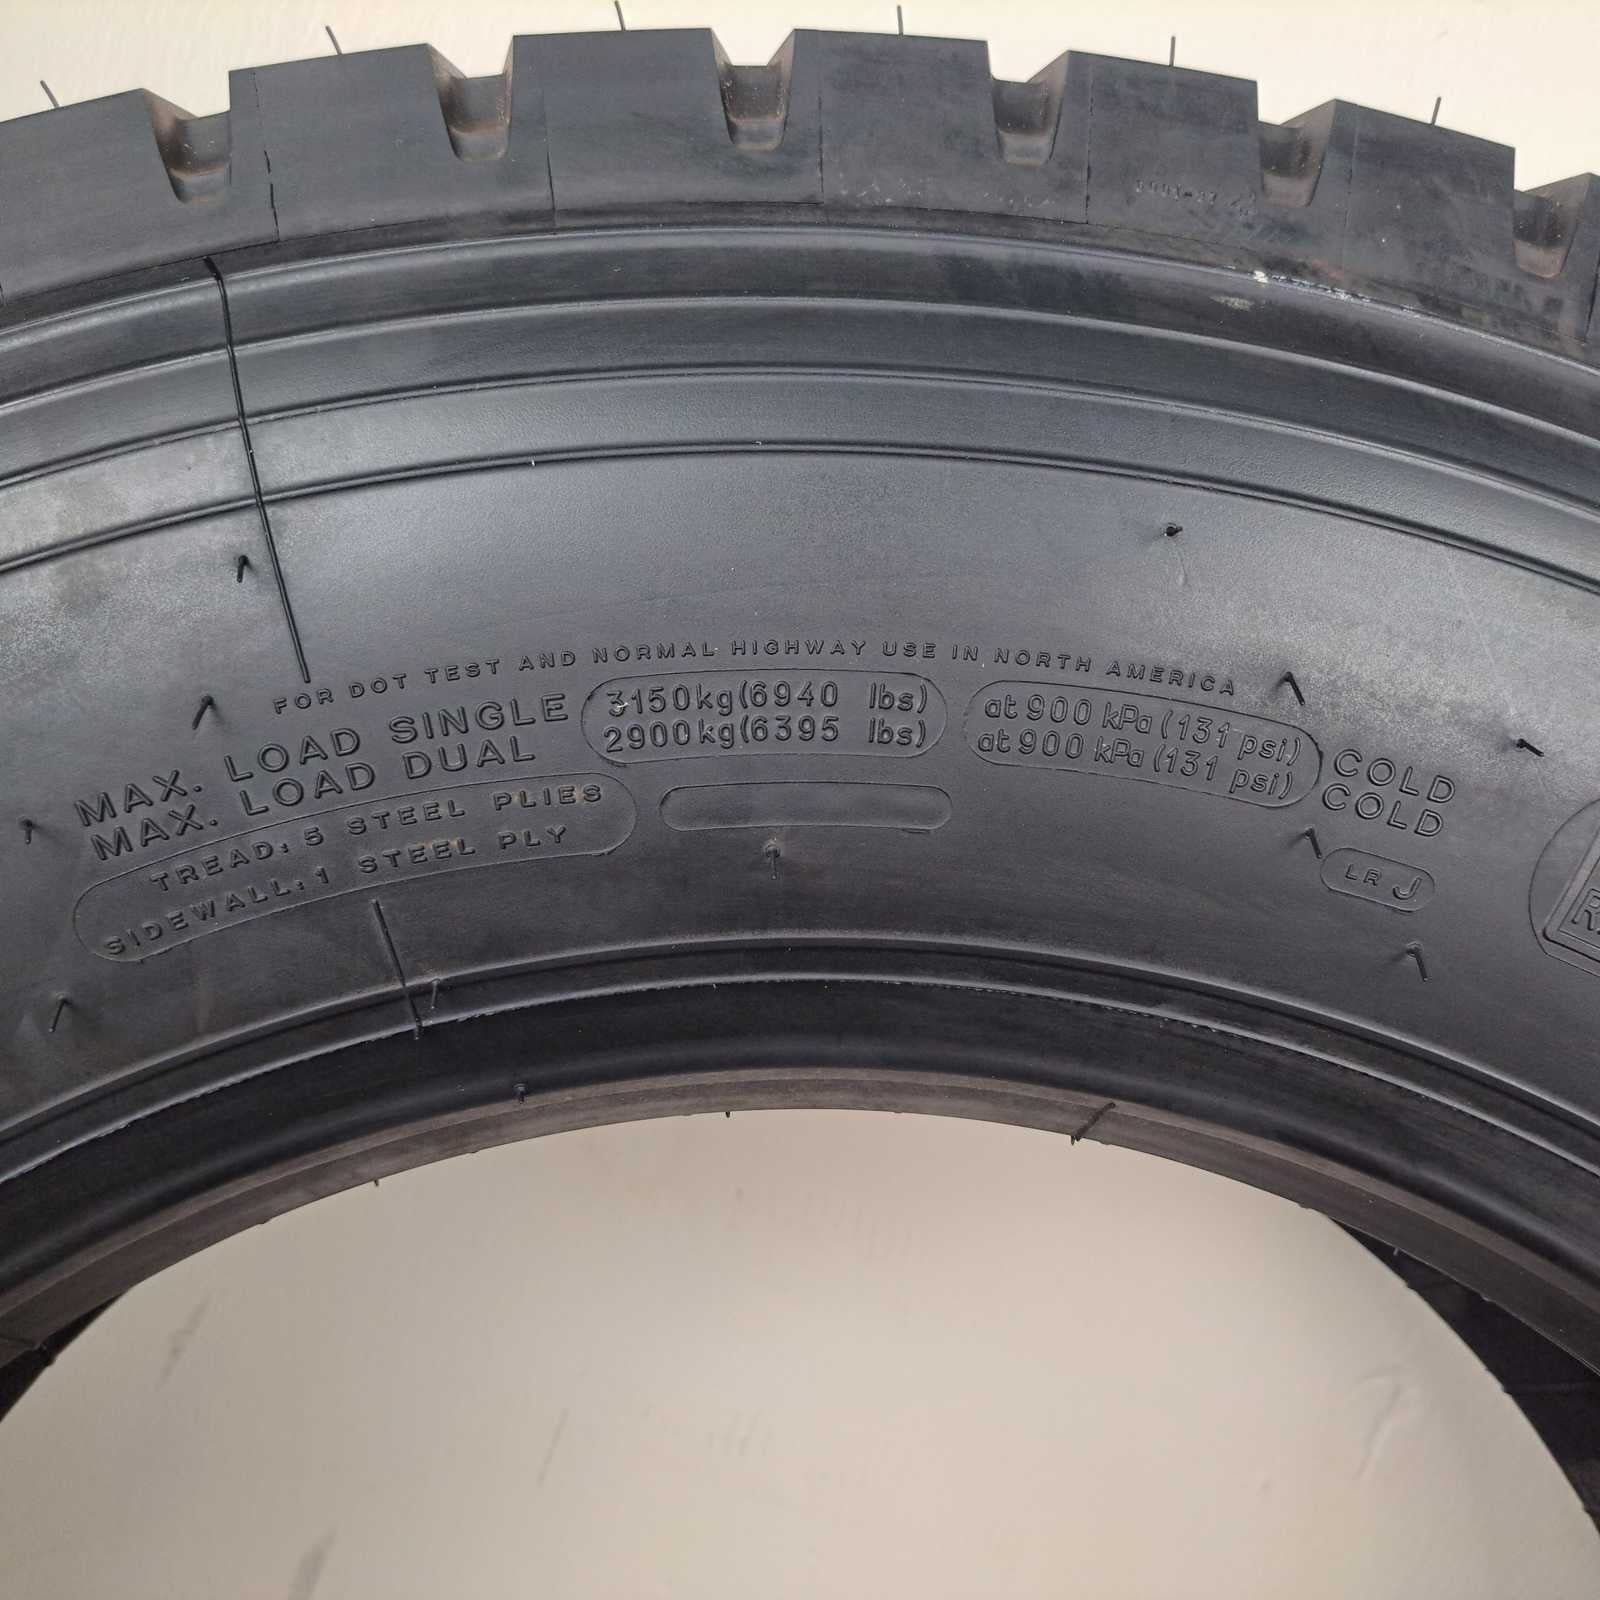 FOR DOT TEST AND NORMAL HIGHWAY USE IN NORTH AMERICA
MAX. LOAD SINGLE 3150kg(6940 lbs) at 900 kPa (131 psi) COLD
MAX. LOAD DUAL 2900kg(6395 lbs) at 900 kPa (131 psi) COLD
TREAD: 5 STEEL PLIES
SIDEWALL: 1 STEEL PLY
LR J